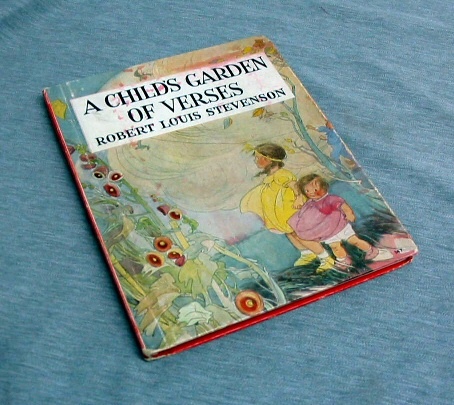 A CHILD'S GARDEN
OF VERSES
ROBERT LOUIS STEVENSON